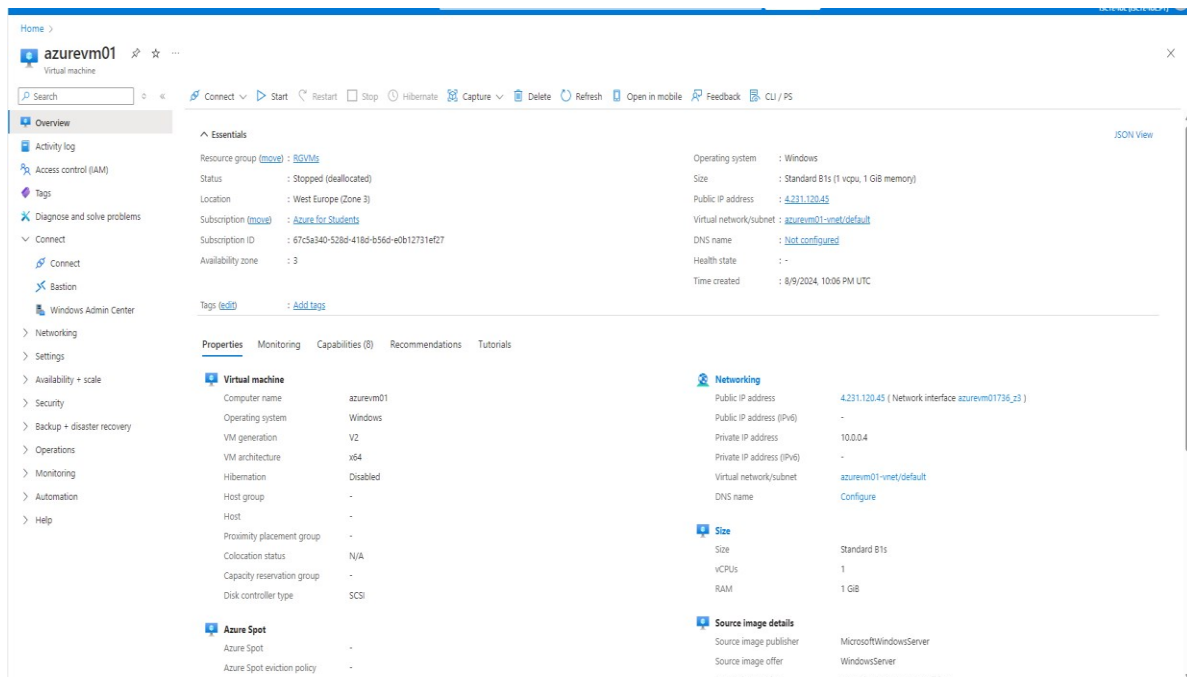 Home >
azurevm01 ...
Virtual machine
Search
Connect Start Restart Stop Hibernate Capture Delete Refresh Open in mobile Feedback CLI / PS
Overview
Activity log
Access control (IAM)
Tags
Diagnose and solve problems
Connect
Connect
Bastion
Windows Admin Center
Networking
Settings
Availability + scale
Security
Backup + disaster recovery
Operations
Monitoring
Automation
Help
Essentials
JSON View
Resource group (move) : RGVMs
Status : Stopped (deallocated)
Location : West Europe (Zone 3)
Subscription (move) : Azure for Students
Subscription ID : 67c5a340-528d-418d-b56d-e0b12731ef27
Availability zone : 3
Operating system : Windows
Size : Standard B1s (1 vcpu, 1 GiB memory)
Public IP address : 4.231.120.45
Virtual network/subnet : azurevm01-vnet/default
DNS name : Not configured
Health state : -
Time created : 8/9/2024, 10:06 PM UTC
Tags (edit) : Add tags
Properties Monitoring Capabilities (8) Recommendations Tutorials
Virtual machine
Computer name azurevm01
Operating system Windows
VM generation V2
VM architecture x64
Hibernation Disabled
Host group -
Host -
Proximity placement group -
Colocation status N/A
Capacity reservation group -
Disk controller type SCSI
Azure Spot
Azure Spot -
Azure Spot eviction policy -
Networking
Public IP address 4.231.120.45 ( Network interface azurevm01736_z3 )
Public IP address (IPv6) -
Private IP address 10.0.0.4
Private IP address (IPv6) -
Virtual network/subnet azurevm01-vnet/default
DNS name Configure
Size
Size Standard B1s
vCPUs 1
RAM 1 GiB
Source image details
Source image publisher MicrosoftWindowsServer
Source image offer WindowsServer